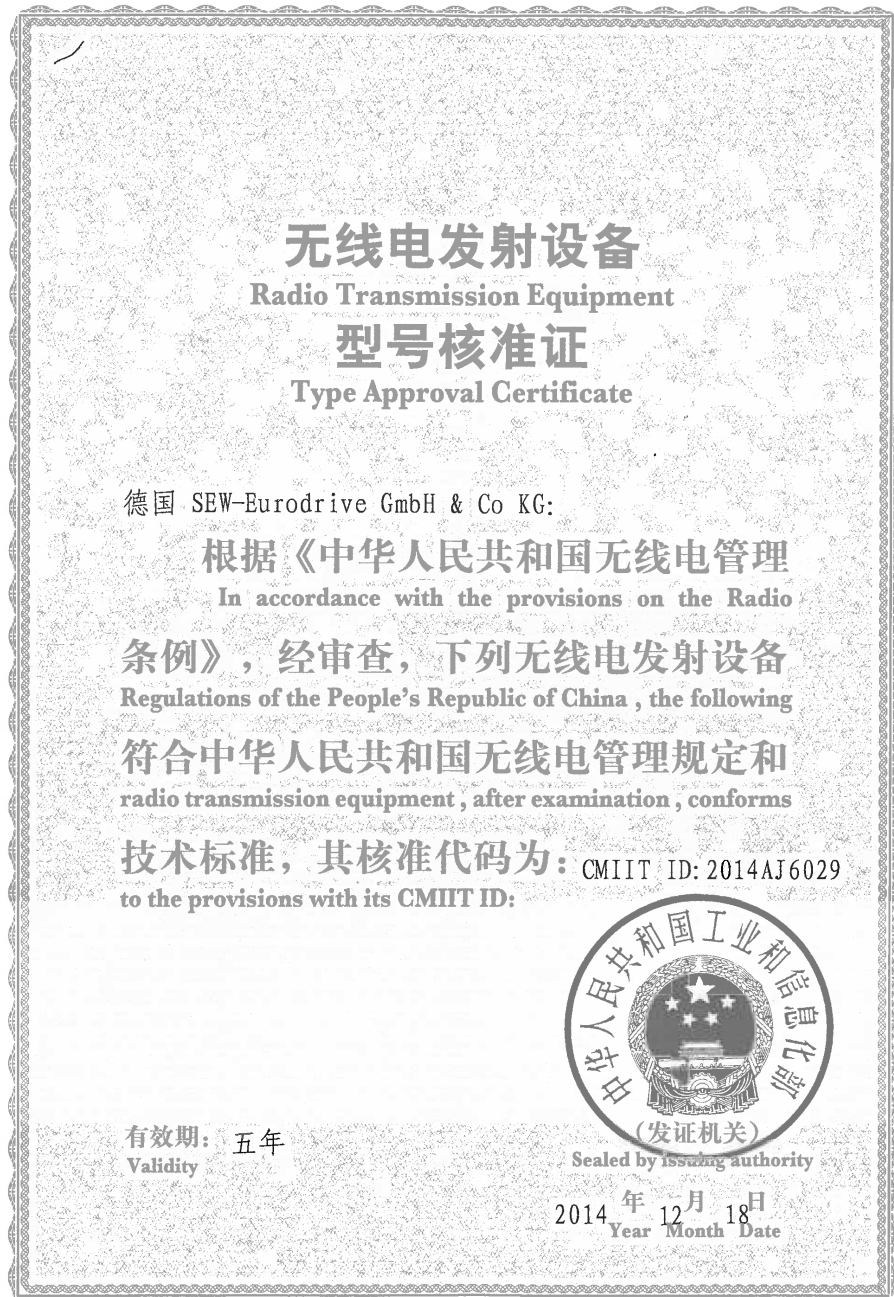 无线电发射设备
Radio Transmission Equipment
型号核准证
Type Approval Certificate
德国 SEW-Eurodrive GmbH & Co KG:
根据《中华人民共和国无线电管理
In accordance with the provisions on the Radio
条例》，经审查，下列无线电发射设备
Regulations of the People's Republic of China , the following
符合中华人民共和国无线电管理规定和
radio transmission equipment , after examination , conforms
技术标准，其核准代码为：CMIIT ID:2014AJ6029
to the provisions with its CMIIT ID:
中华人民共和国工业和信息化部
有效期：五年
Validity
（发证机关）
Sealed by issuing authority
2014年12月18日
Year Month Date